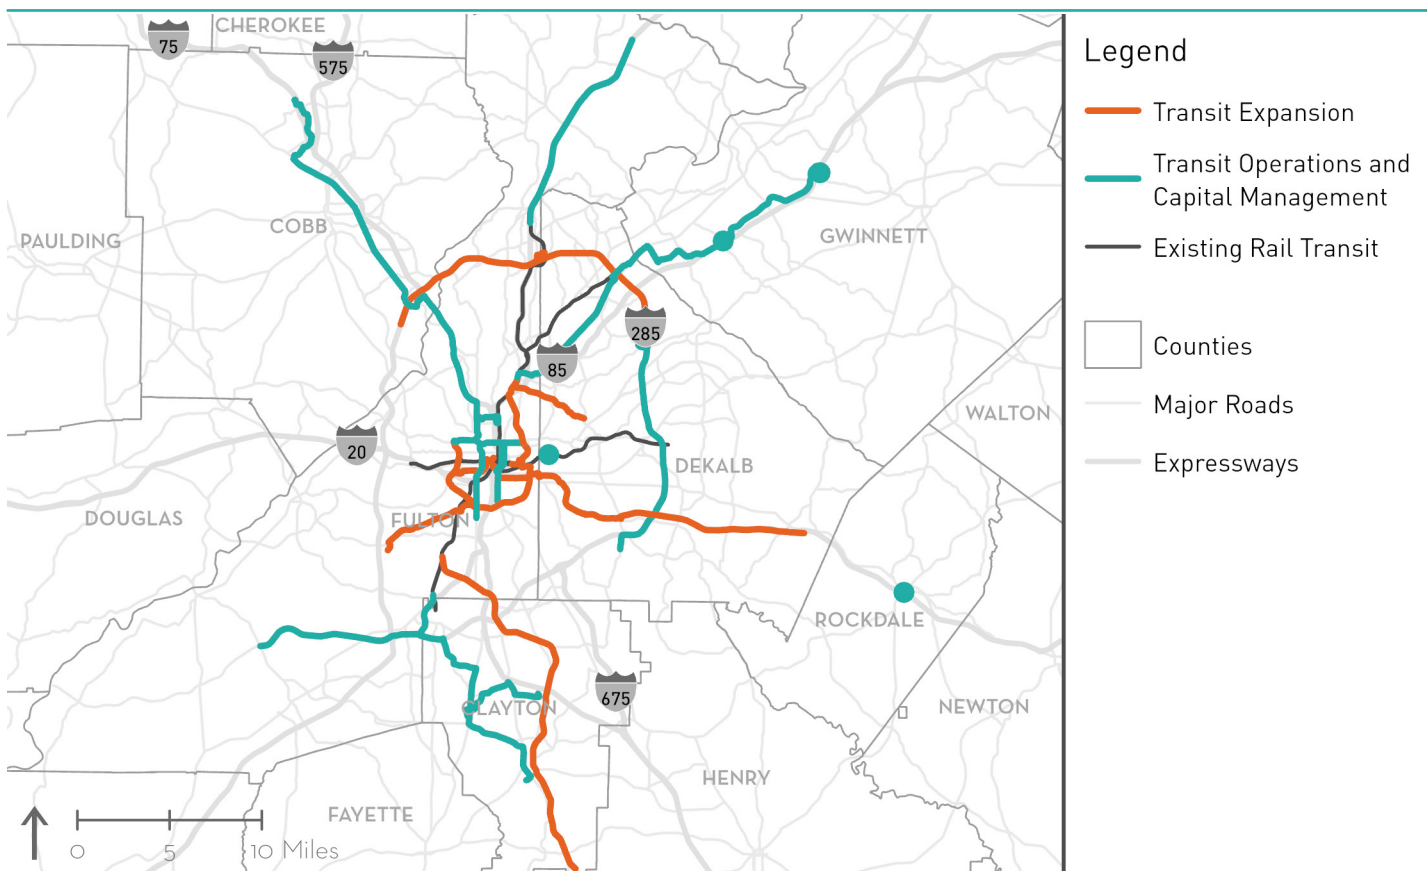 CHEROKEE
75
575
COBB
PAULDING
GWINNETT
285
85
WALTON
20
DEKALB
DOUGLAS
FULTON
ROCKDALE
675
CLAYTON
NEWTON
HENRY
FAYETTE
0 5 10 Miles
Legend
Transit Expansion
Transit Operations and
Capital Management
Existing Rail Transit
Counties
Major Roads
Expressways